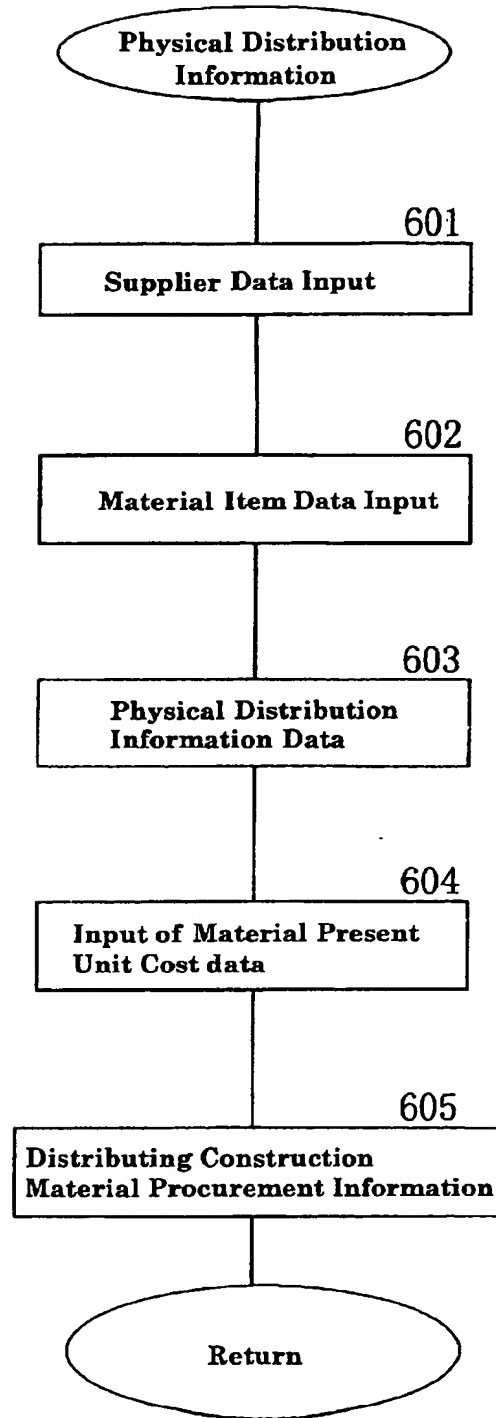 Physical Distribution
Information
601
Supplier Data Input
602
Material Item Data Input
603
Physical Distribution
Information Data
604
Input of Material Present
Unit Cost data
605
Distributing Construction
Material Procurement Information
Return